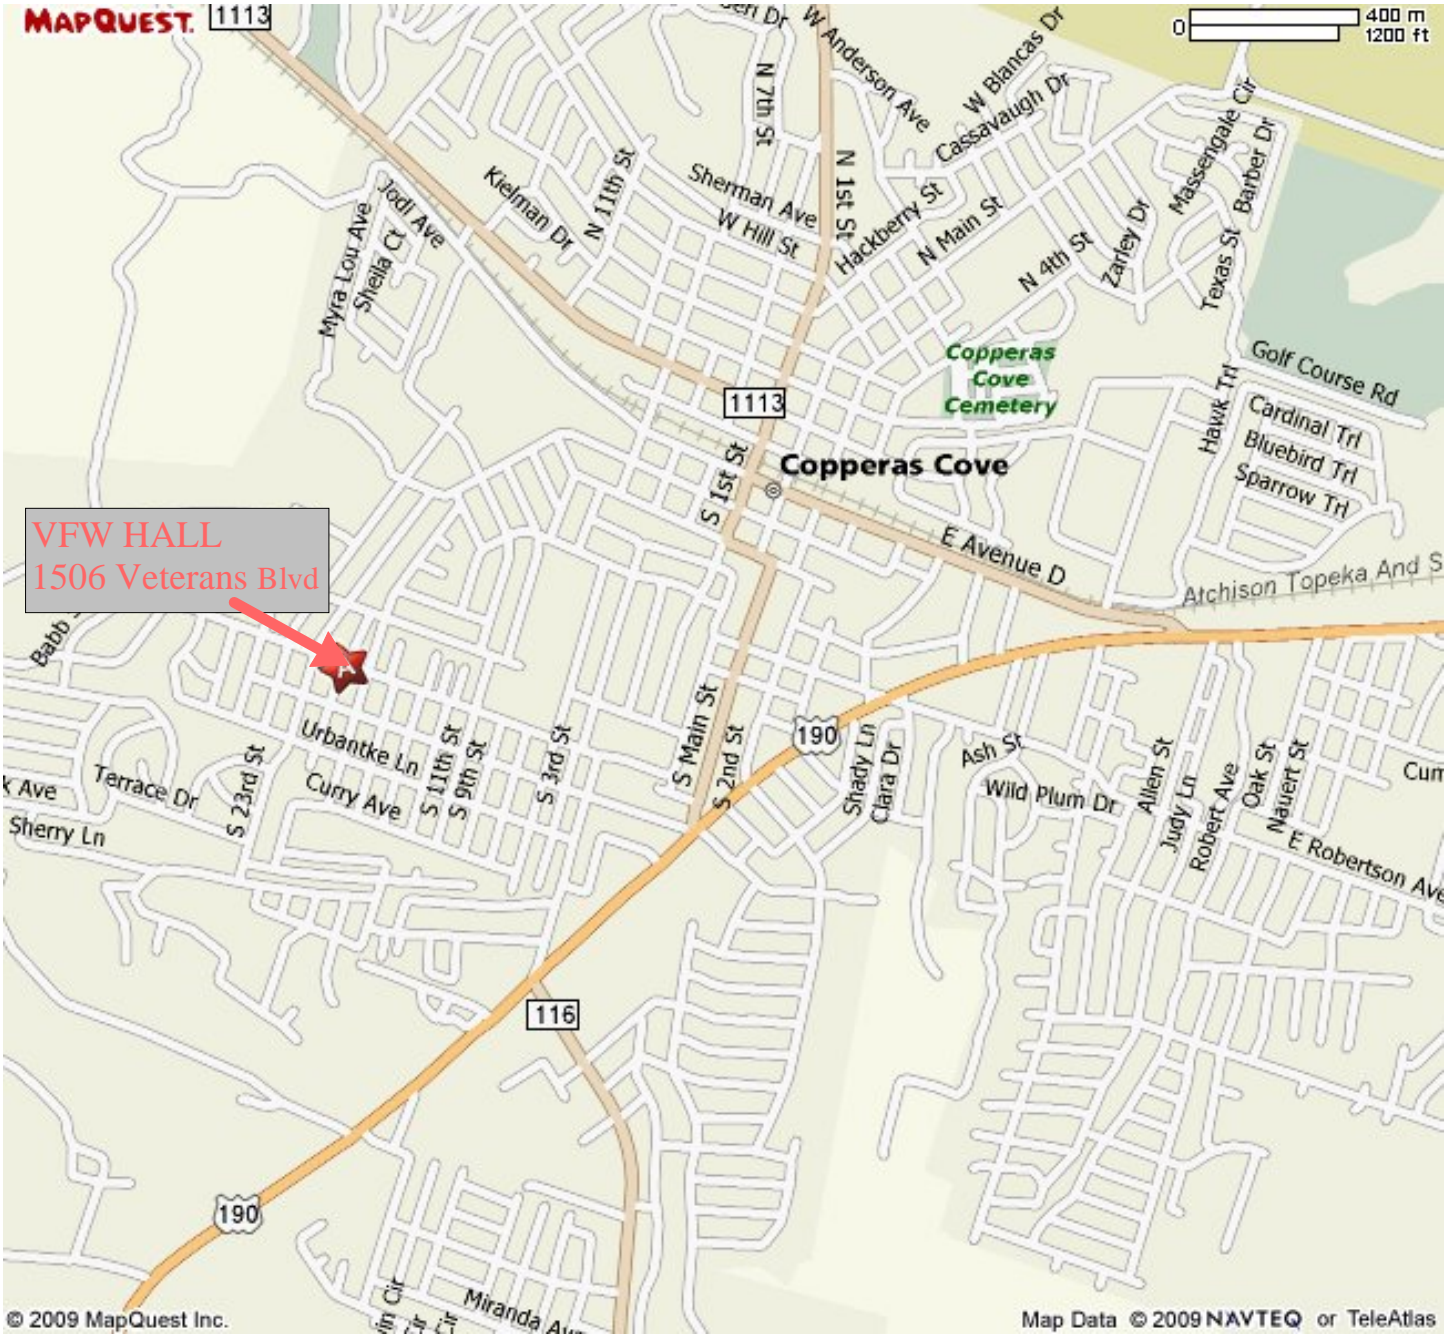 MAPQUEST.
1113
0
400 m
1200 ft
W Anderson Ave
W Blancas Dr
Cassavaugh Dr
N 7th St
N 1st St
Massengale Cir
Barber Dr
N 11th St
Sherman Ave
Kielman Dr
W Hill St
Hackberry St
N Main St
N 4th St
Zarley Dr
Texas St
Jodi Ave
Myra Lou Ave
Sheila Ct
Copperas
Cove
Cemetery
Golf Course Rd
1113
Hawk Trl
Cardinal Trl
Bluebird Trl
Sparrow Trl
Copperas Cove
S 1st St
VFW HALL
1506 Veterans Blvd
E Avenue D
Atchison Topeka And S
Babb
Urbantke Ln
S 11th St
S 9th St
S 3rd St
S Main St
S 2nd St
190
Shady Ln
Clara Dr
Ash St
Wild Plum Dr
Allen St
Judy Ln
Robert Ave
Oak St
Nauert St
Cum
k Ave
Terrace Dr
S 23rd St
Curry Ave
Sherry Ln
E Robertson Ave
116
190
Miranda Av
Cir
Cir
© 2009 MapQuest Inc.
Map Data © 2009 NAVTEQ or TeleAtlas